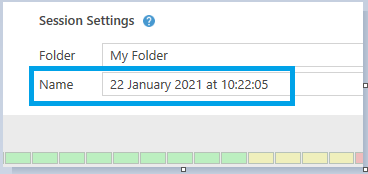 Session Settings ?
Folder My Folder
Name 22 January 2021 at 10:22:05